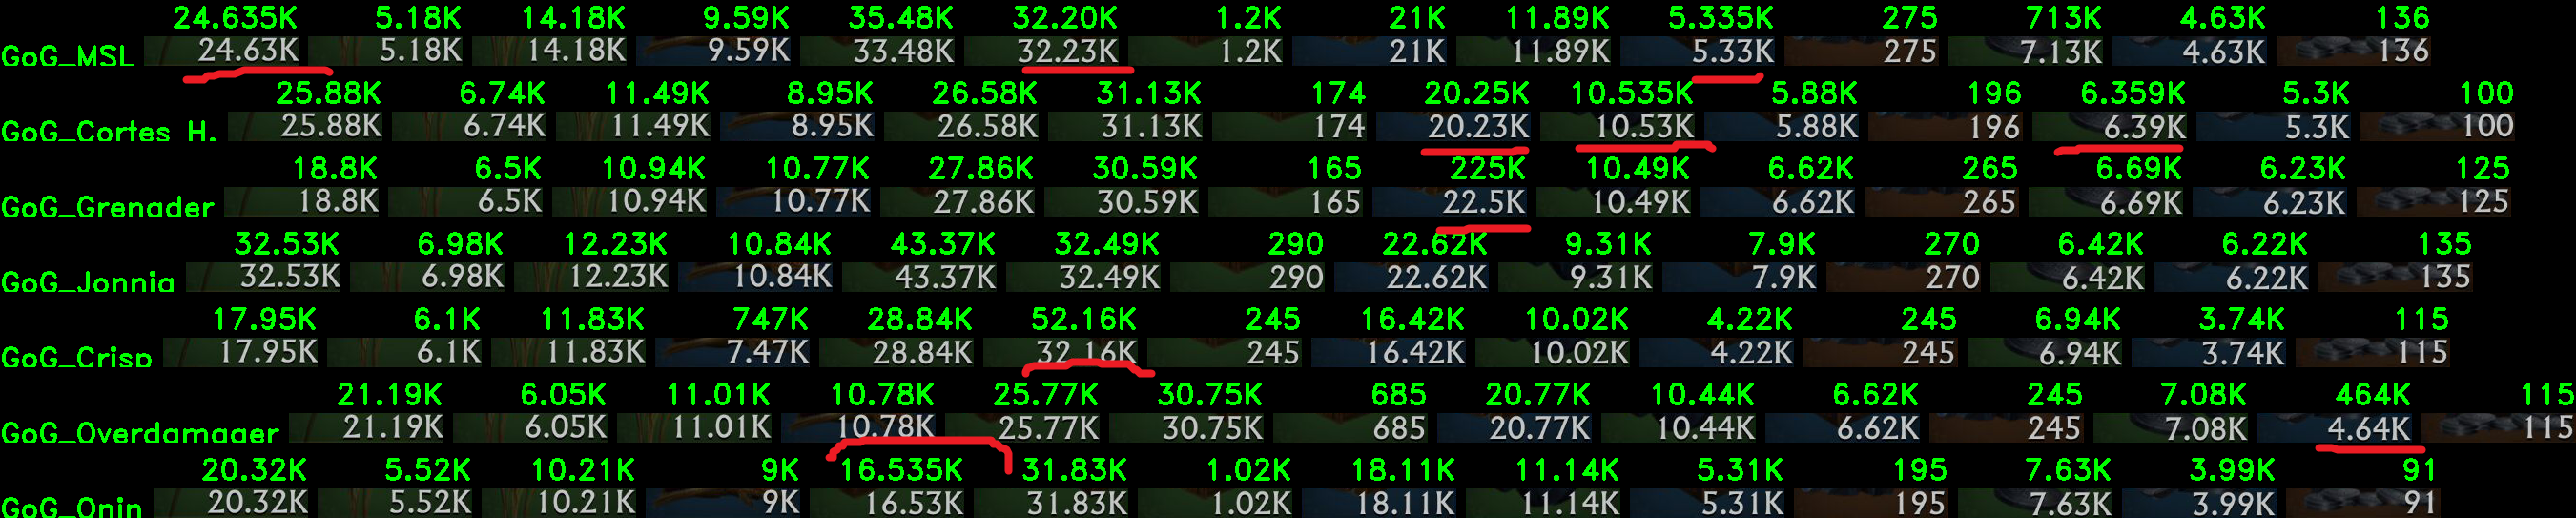 24.635K 5.18K 14.18K 9.59K 35.48K 32.20K 1.2K 21K 11.89K 5.335K 275 713K 4.63K 136
GoG_MSL 24.63K 5.18K 14.18K 9.59K 33.48K 32.23K 1.2K 21K 11.89K 5.33K 275 7.13K 4.63K 136
25.88K 6.74K 11.49K 8.95K 26.58K 31.13K 174 20.25K 10.535K 5.88K 196 6.359K 5.3K 100
GoG_Cortes H. 25.88K 6.74K 11.49K 8.95K 26.58K 31.13K 174 20.23K 10.53K 5.88K 196 6.39K 5.3K 100
18.8K 6.5K 10.94K 10.77K 27.86K 30.59K 165 225K 10.49K 6.62K 265 6.69K 6.23K 125
GoG_Grenader 18.8K 6.5K 10.94K 10.77K 27.86K 30.59K 165 22.5K 10.49K 6.62K 265 6.69K 6.23K 125
32.53K 6.98K 12.23K 10.84K 43.37K 32.49K 290 22.62K 9.31K 7.9K 270 6.42K 6.22K 135
GoG_Jonnia 32.53K 6.98K 12.23K 10.84K 43.37K 32.49K 290 22.62K 9.31K 7.9K 270 6.42K 6.22K 135
17.95K 6.1K 11.83K 747K 28.84K 52.16K 245 16.42K 10.02K 4.22K 245 6.94K 3.74K 115
GoG_Crisp 17.95K 6.1K 11.83K 7.47K 28.84K 32.16K 245 16.42K 10.02K 4.22K 245 6.94K 3.74K 115
21.19K 6.05K 11.01K 10.78K 25.77K 30.75K 685 20.77K 10.44K 6.62K 245 7.08K 464K 115
GoG_Overdamager 21.19K 6.05K 11.01K 10.78K 25.77K 30.75K 685 20.77K 10.44K 6.62K 245 7.08K 4.64K 115
20.32K 5.52K 10.21K 9K 16.535K 31.83K 1.02K 18.11K 11.14K 5.31K 195 7.63K 3.99K 91
GoG_Onin 20.32K 5.52K 10.21K 9K 16.53K 31.83K 1.02K 18.11K 11.14K 5.31K 195 7.63K 3.99K 91